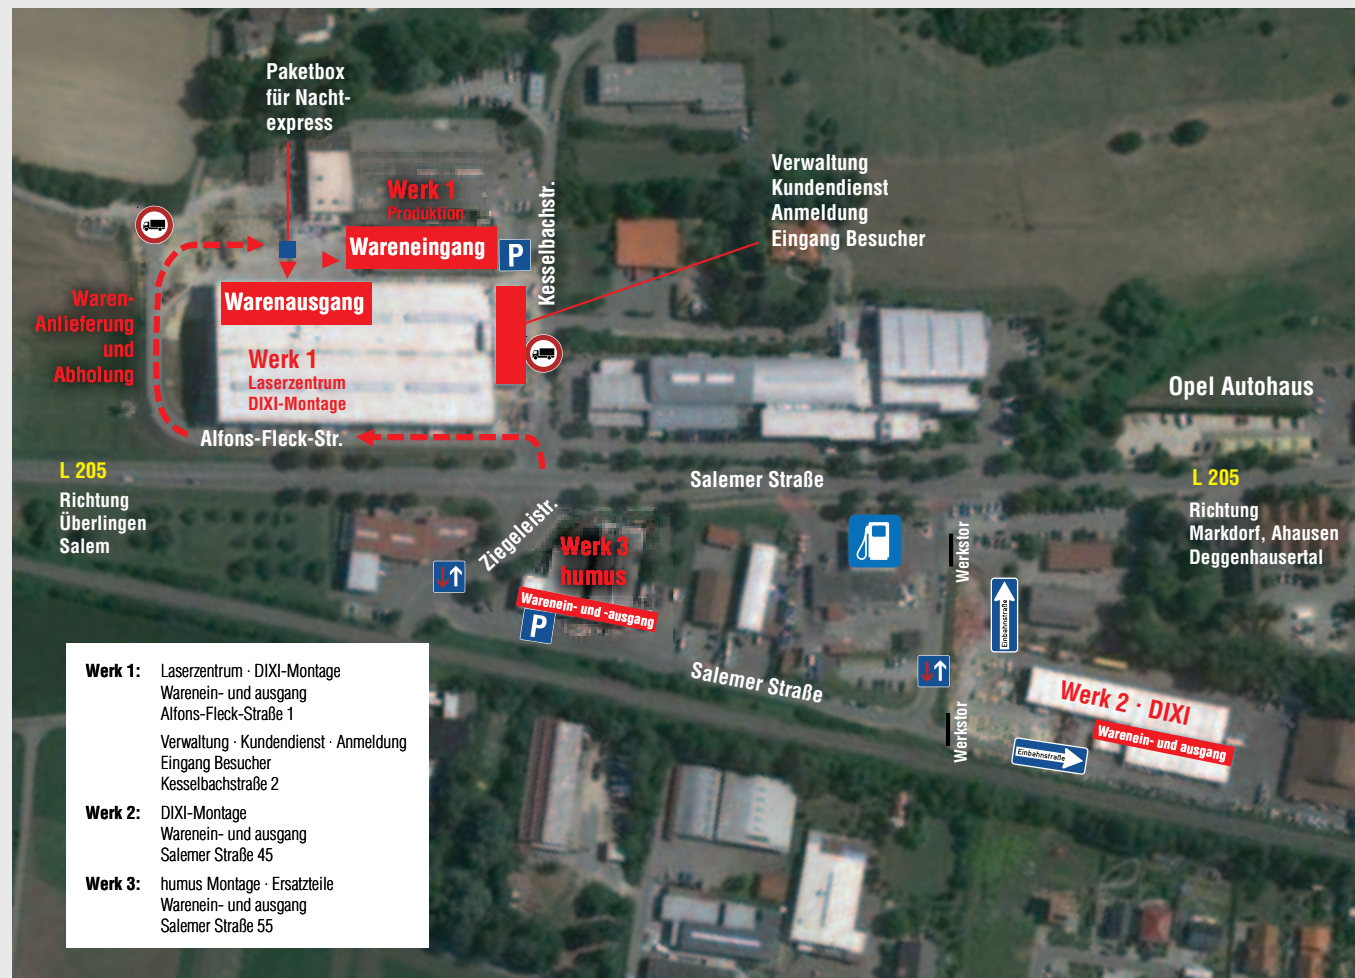 Paketbox
für Nacht-
express
Verwaltung
Kundendienst
Anmeldung
Eingang Besucher
Werk 1
Produktion
Wareneingang
P
Kesselbachstr.
Warenausgang
Waren-
Anlieferung
und
Abholung
Werk 1
Laserzentrum
DIXI-Montage
Alfons-Fleck-Str.
Opel Autohaus
L 205
Richtung
Überlingen
Salem
Salemer Straße
L 205
Richtung
Markdorf, Ahausen
Deggenhausertal
Ziegeleistr.
Werk 3
humus
Warenein- und -ausgang
P
Werkstor
Einbahnstraße
Salemer Straße
Werkstor
Werk 2 · DIXI
Warenein- und ausgang
Einbahnstraße
Werk 1: Laserzentrum · DIXI-Montage
Warenein- und ausgang
Alfons-Fleck-Straße 1
Verwaltung · Kundendienst · Anmeldung
Eingang Besucher
Kesselbachstraße 2
Werk 2: DIXI-Montage
Warenein- und ausgang
Salemer Straße 45
Werk 3: humus Montage · Ersatzteile
Warenein- und ausgang
Salemer Straße 55